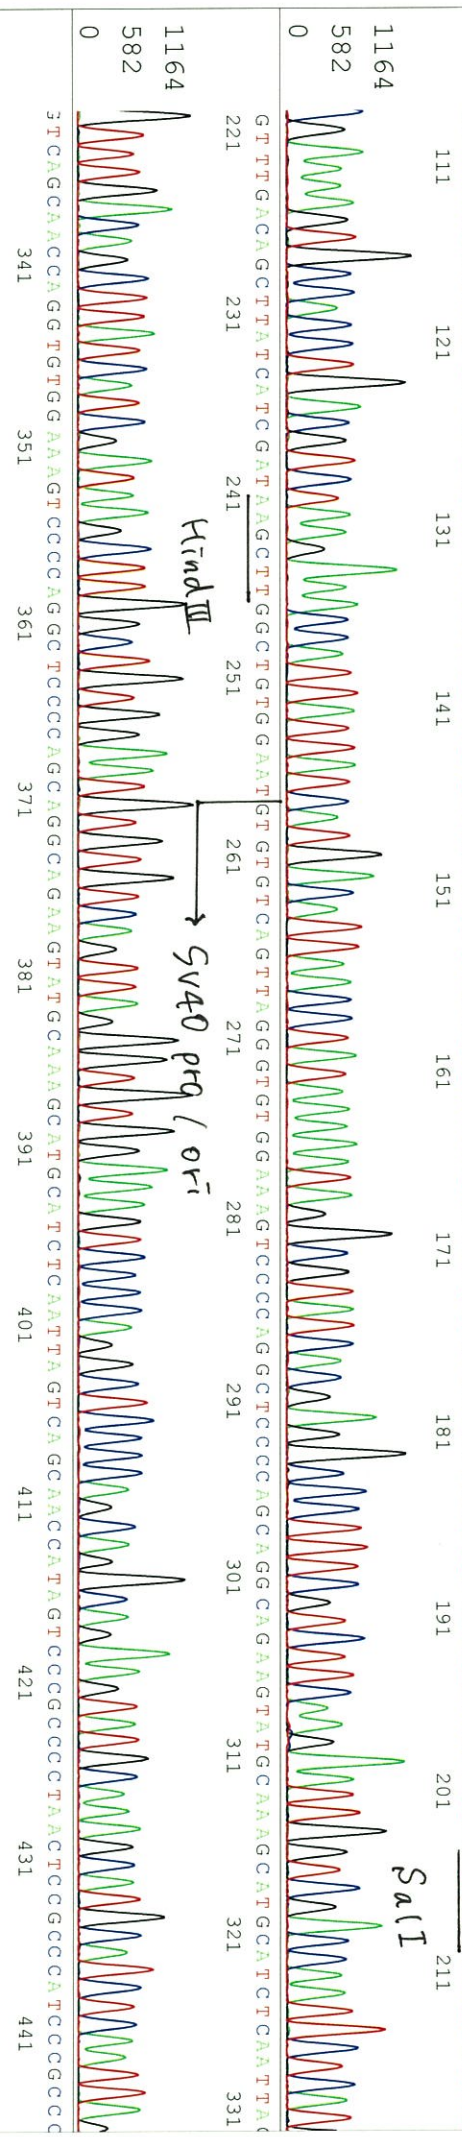 111 121 131 141 151 161 171 181 191 201 211
SalI
1164
582
0
GTTTGACAGCTTATCATCGATAAGCTTGGCTGTGGAATGTGTGTCAGTTAGGGTGTGGAAAGTCCCCAGGCTCCCCAGCAGGCAGAAGTATGCAAAGCATGCATCTCAATTAG
221 231 241 251 261 271 281 291 301 311 321 331
HindIII
SV40 pro / ori
1164
582
0
GTCAGCAACCAGGTGTGGAAAGTCCCCAGGCTCCCCAGCAGGCAGAAGTATGCAAAGCATGCATCTCAATTAGTCAGCAACCATAGTCCCGCCCCTAACTCCGCCCATCCCGCCC
341 351 361 371 381 391 401 411 421 431 441